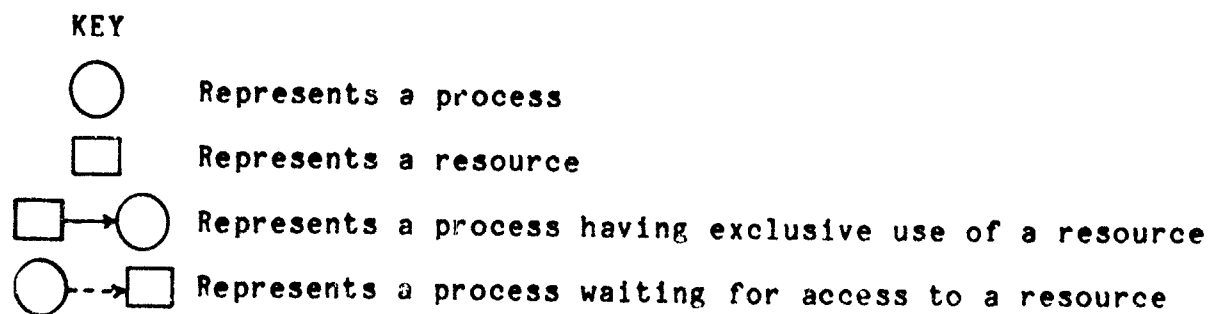 KEY
Represents a process
Represents a resource
Represents a process having exclusive use of a resource
Represents a process waiting for access to a resource